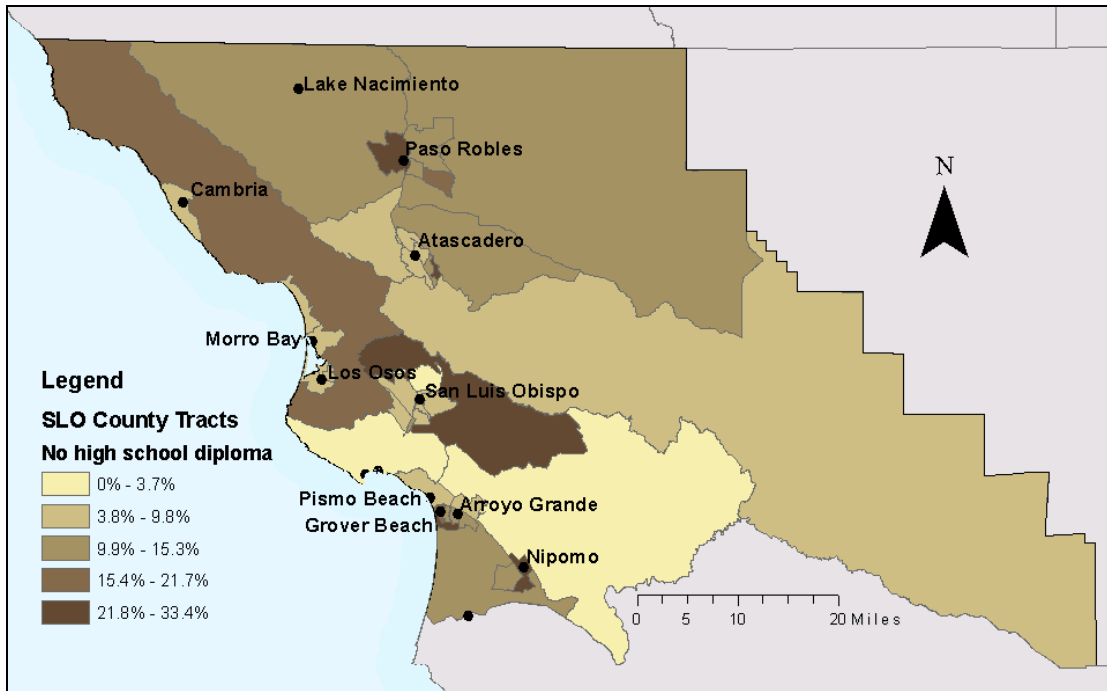 Lake Nacimiento
Paso Robles
N
Cambria
Atascadero
Morro Bay
Los Osos
San Luis Obispo
Legend
SLO County Tracts
No high school diploma
0% - 3.7%
3.8% - 9.8%
9.9% - 15.3%
15.4% - 21.7%
21.8% - 33.4%
Pismo Beach
Arroyo Grande
Grover Beach
Nipomo
0 5 10 20 Miles